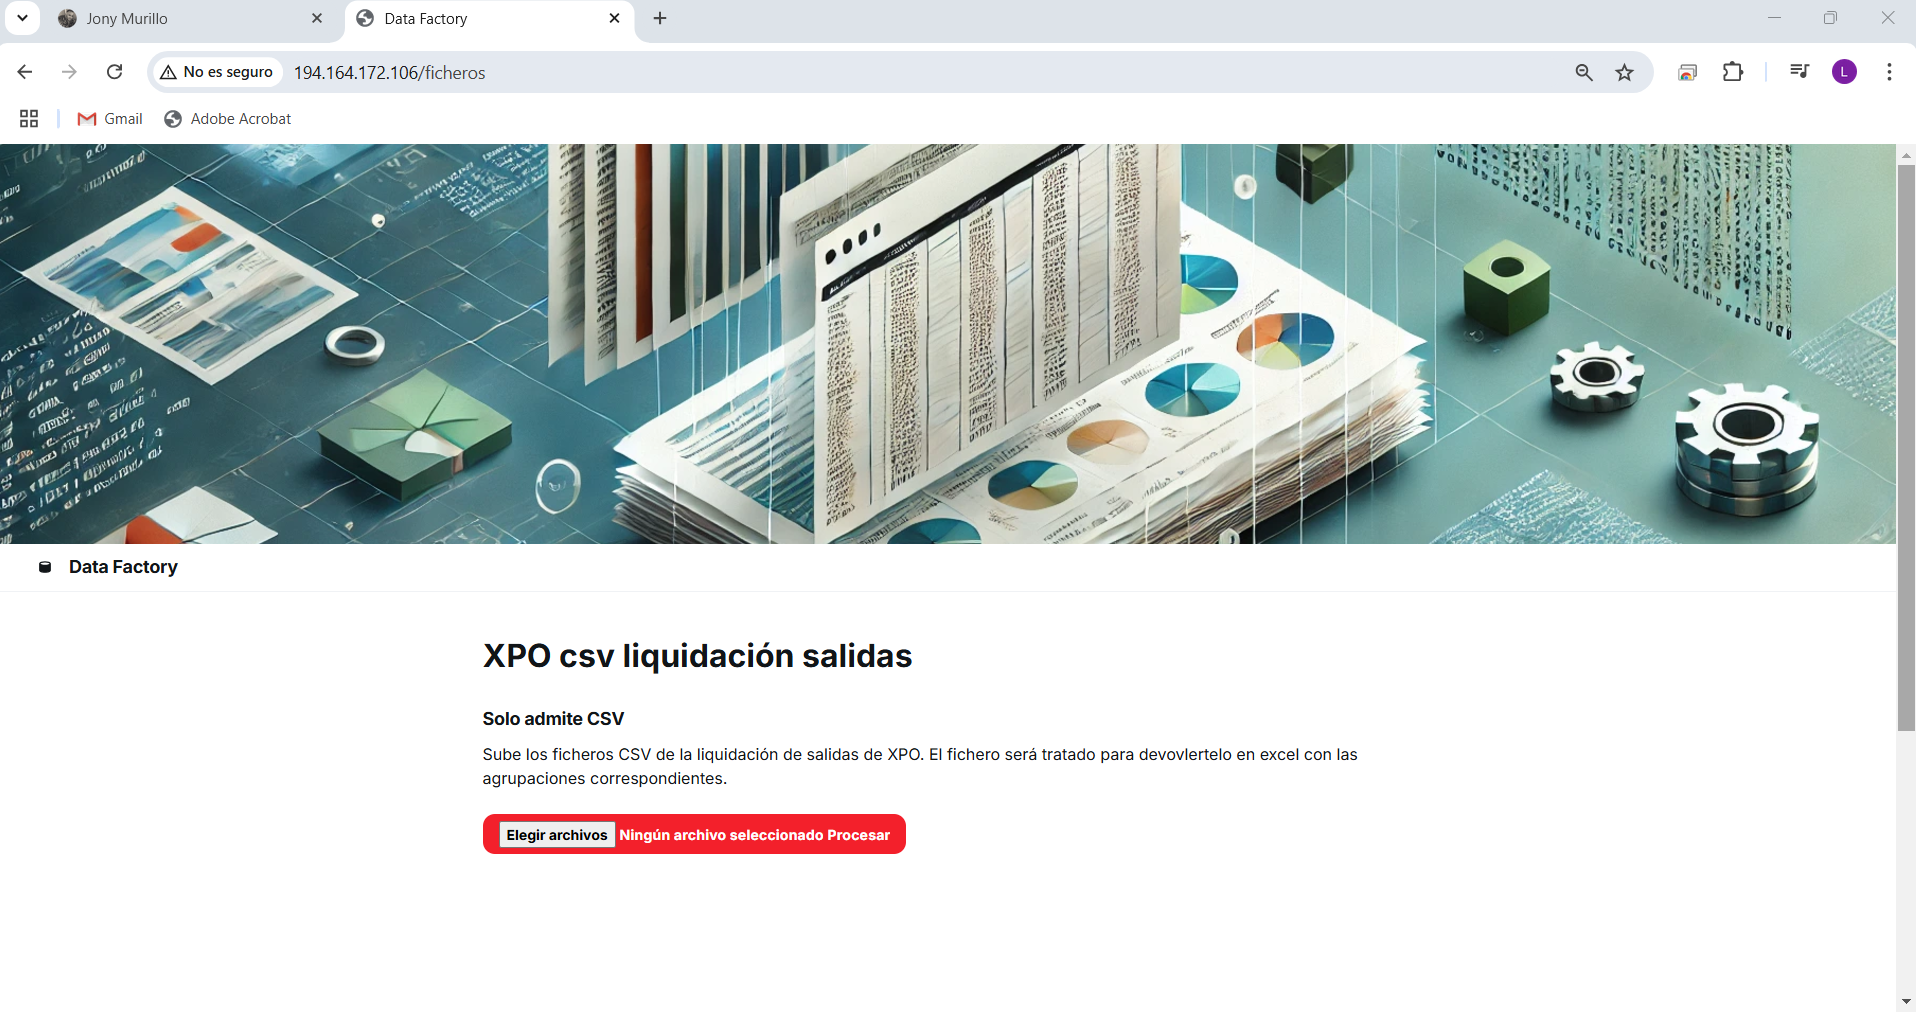 Jony Murillo
Data Factory
No es seguro
194.164.172.106/ficheros
L
Gmail
Adobe Acrobat
Data Factory
XPO csv liquidación salidas
Solo admite CSV
Sube los ficheros CSV de la liquidación de salidas de XPO. El fichero será tratado para devovlertelo en excel con las
agrupaciones correspondientes.
Elegir archivos Ningún archivo seleccionado Procesar